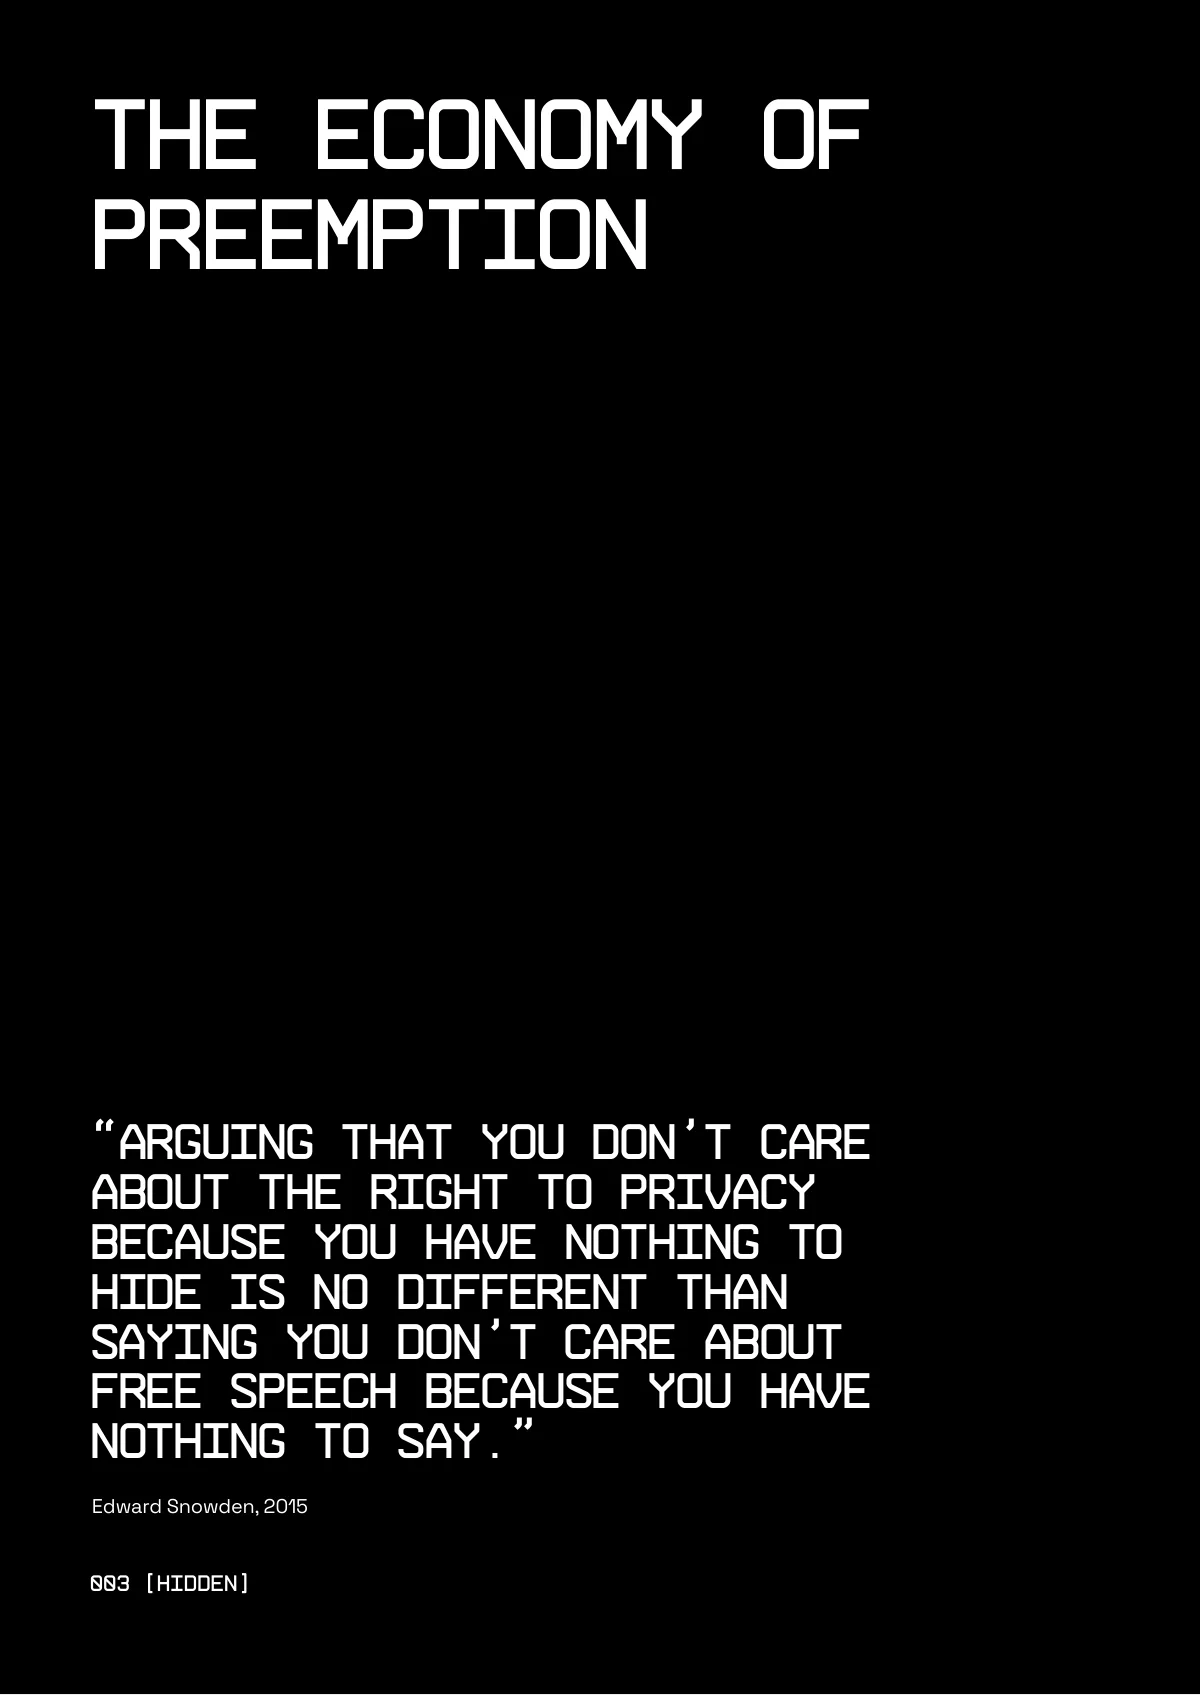 THE ECONOMY OF
PREEMPTION
“ARGUING THAT YOU DON’T CARE
ABOUT THE RIGHT TO PRIVACY
BECAUSE YOU HAVE NOTHING TO
HIDE IS NO DIFFERENT THAN
SAYING YOU DON’T CARE ABOUT
FREE SPEECH BECAUSE YOU HAVE
NOTHING TO SAY.”
Edward Snowden, 2015
003 [HIDDEN]